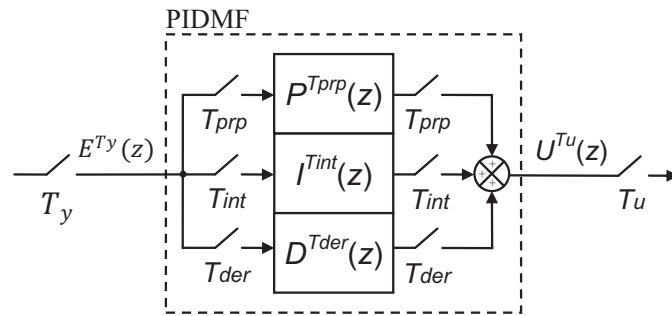 PIDMF
T_prp P^Tprp(z) T_prp
E^Ty(z) + + + U^Tu(z)
T_y T_int I^Tint(z) T_int T_u
T_der D^Tder(z) T_der